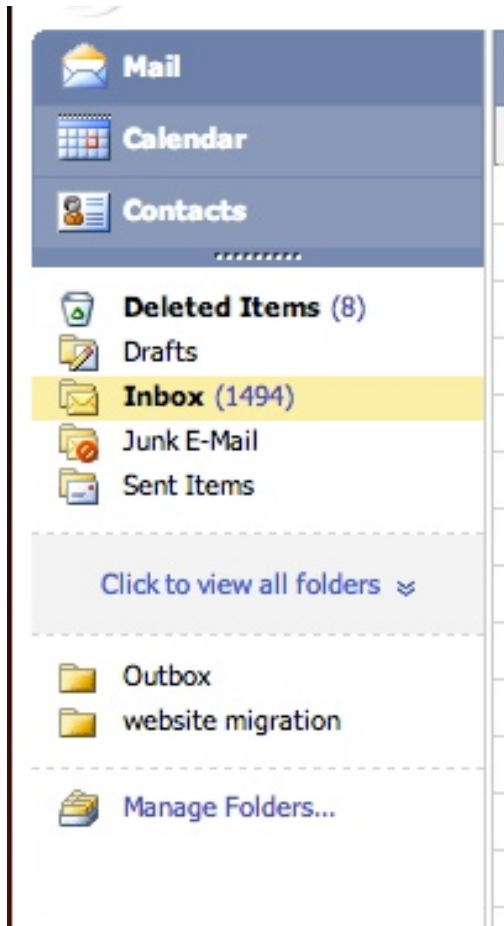 Mail
Calendar
Contacts
Deleted Items (8)
Drafts
Inbox (1494)
Junk E-Mail
Sent Items
Click to view all folders
Outbox
website migration
Manage Folders...